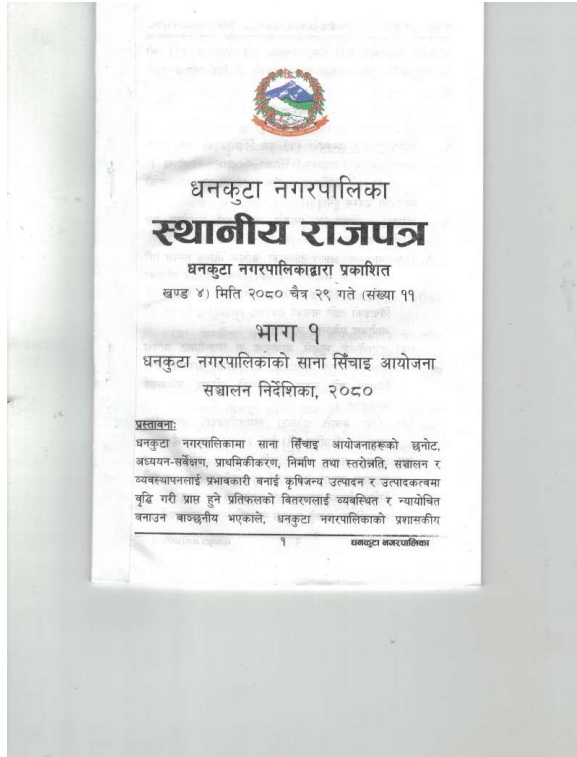 धनकुटा नगरपालिका
स्थानीय राजपत्र
धनकुटा नगरपालिकाद्वारा प्रकाशित
खण्ड ४) मिति २०८० चैत्र २९ गते (संख्या ११
भाग १
धनकुटा नगरपालिकाको साना सिँचाइ आयोजना
सञ्चालन निर्देशिका, २०८०
प्रस्तावना:
धनकुटा नगरपालिकामा साना सिँचाइ आयोजनाहरूको छनोट,
अध्ययन-सर्वेक्षण, प्राथमिकीकरण, निर्माण तथा स्तरोन्नति, सञ्चालन र
व्यवस्थापनलाई प्रभावकारी बनाई कृषिजन्य उत्पादन र उत्पादकत्वमा
वृद्धि गरी प्राप्त हुने प्रतिफलको वितरणलाई व्यवस्थित र न्यायोचित
बनाउन वाञ्छनीय भएकाले, धनकुटा नगरपालिकाको प्रशासकीय
१ धनकुटा नगरपालिका